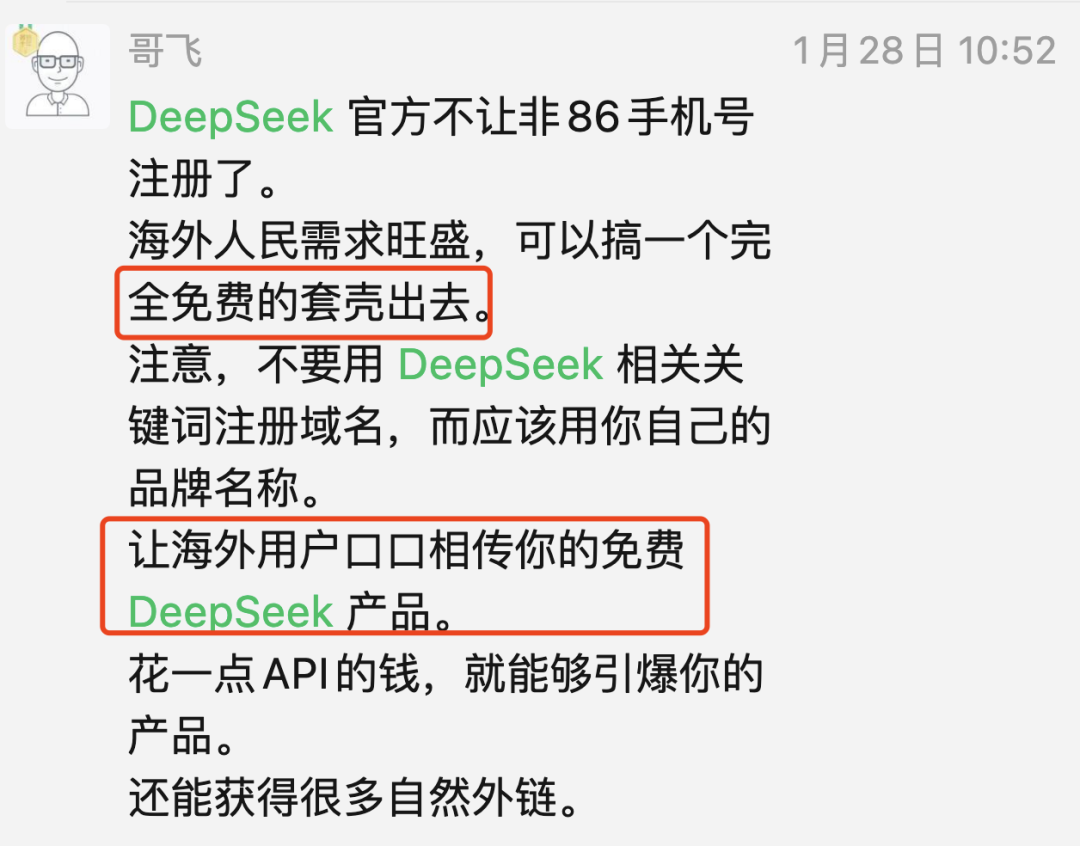 哥飞
1月28日 10:52
DeepSeek 官方不让非86手机号
注册了。
海外人民需求旺盛，可以搞一个完
全免费的套壳出去。
注意，不要用 DeepSeek 相关关
键词注册域名，而应该用你自己的
品牌名称。
让海外用户口口相传你的免费
DeepSeek 产品。
花一点API的钱，就能够引爆你的
产品。
还能获得很多自然外链。